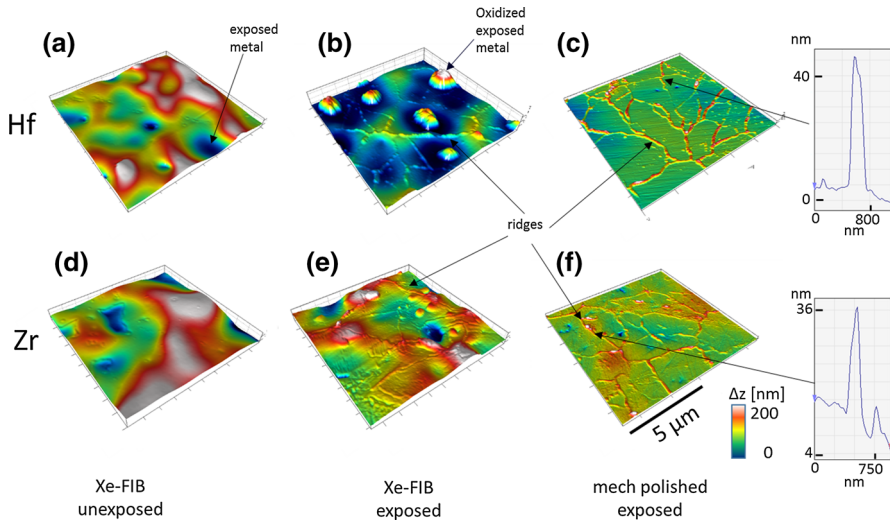 (a)
exposed
metal
(b)
Oxidized
exposed
metal
(c)
nm
40
0
0
800
nm
Hf
ridges
(d)
(e)
(f)
nm
36
4
0
750
nm
Zr
Δz [nm]
200
0
5 μm
Xe-FIB
unexposed
Xe-FIB
exposed
mech polished
exposed